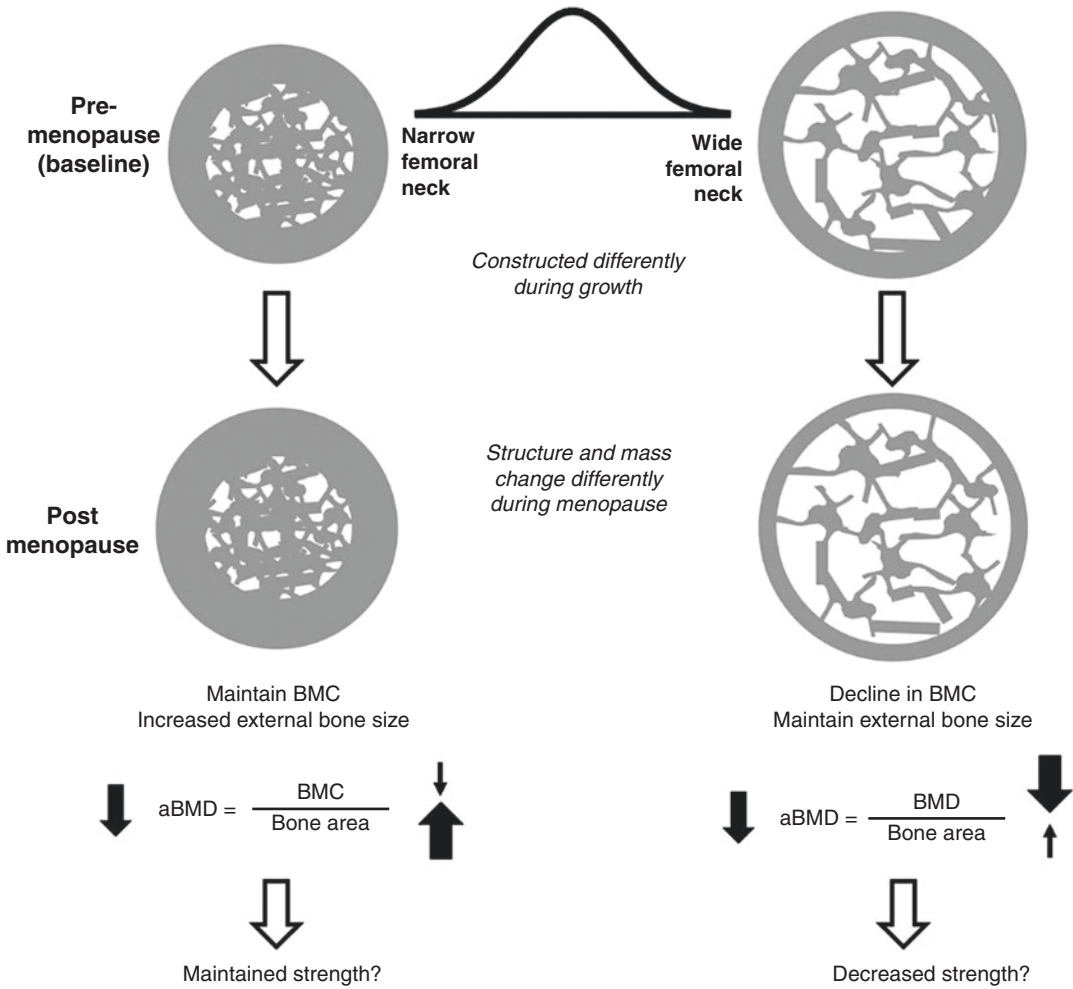 Pre-
menopause
(baseline)
Narrow
femoral
neck
Wide
femoral
neck
Constructed differently
during growth
Post
menopause
Structure and mass
change differently
during menopause
Maintain BMC
Increased external bone size
Decline in BMC
Maintain external bone size
aBMD = BMC
Bone area
aBMD = BMD
Bone area
Maintained strength?
Decreased strength?